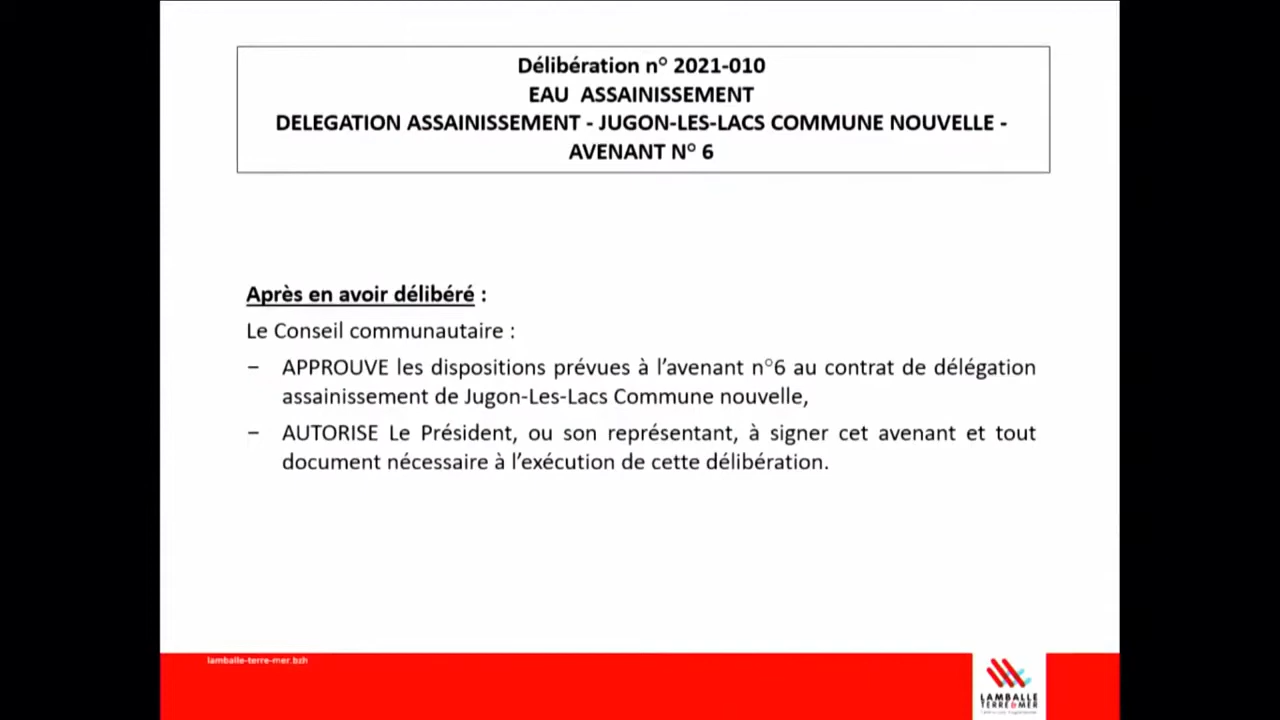 Délibération n° 2021-010
EAU ASSAINISSEMENT
DELEGATION ASSAINISSEMENT - JUGON-LES-LACS COMMUNE NOUVELLE -
AVENANT N° 6
Après en avoir délibéré :
Le Conseil communautaire :
− APPROUVE les dispositions prévues à l’avenant n°6 au contrat de délégation
assainissement de Jugon-Les-Lacs Commune nouvelle,
− AUTORISE Le Président, ou son représentant, à signer cet avenant et tout
document nécessaire à l’exécution de cette délibération.
lamballe-terre-mer.bzh
LAMBALLE
TERRE & MER